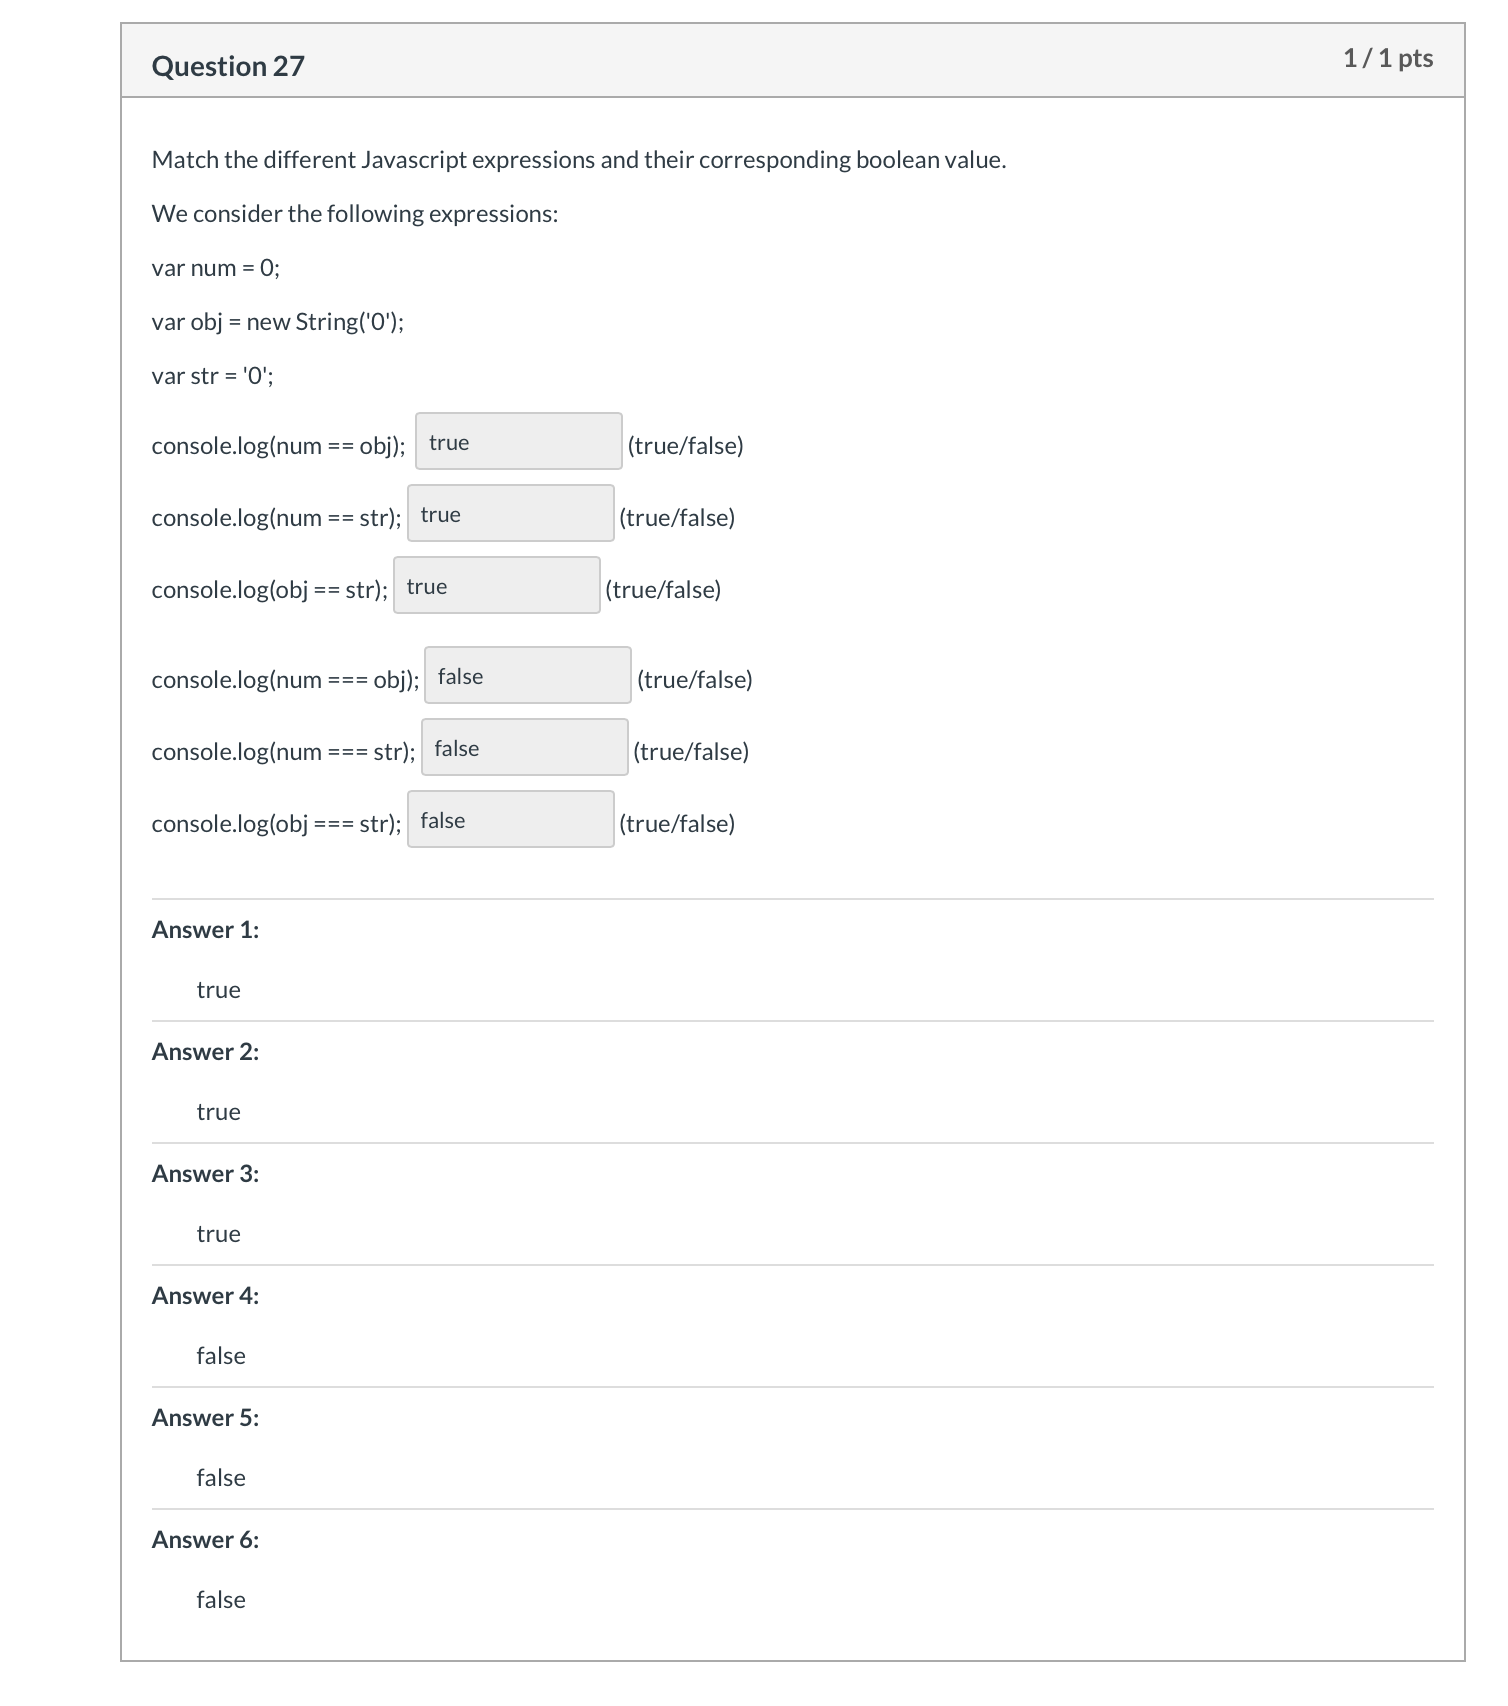 Question 27
1 / 1 pts
Match the different Javascript expressions and their corresponding boolean value.
We consider the following expressions:
var num = 0;
var obj = new String('0');
var str = '0';
console.log(num == obj); true (true/false)
console.log(num == str); true (true/false)
console.log(obj == str); true (true/false)
console.log(num === obj); false (true/false)
console.log(num === str); false (true/false)
console.log(obj === str); false (true/false)
Answer 1:
true
Answer 2:
true
Answer 3:
true
Answer 4:
false
Answer 5:
false
Answer 6:
false